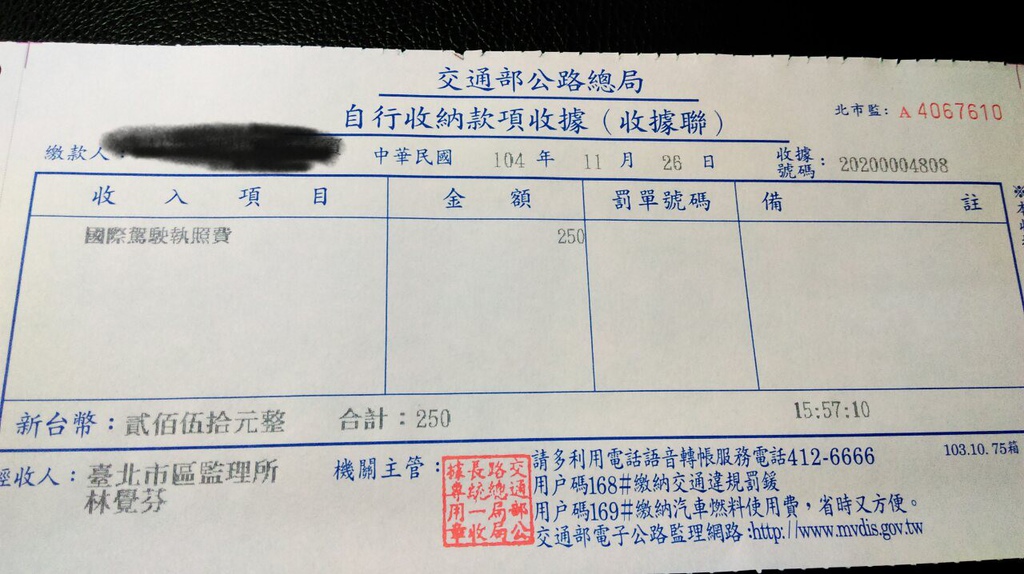 交通部公路總局
自行收納款項收據（收據聯）
北市監：A 4067610
繳款人：
中華民國 104 年 11 月 26 日
收據號碼：20200004808
收入項目 金額 罰單號碼 備註
國際駕駛執照費 250
新台幣：貳佰伍拾元整 合計：250 15:57:10
經收人：臺北市區監理所
林覺芬
機關主管：
交通部公
路總局局
長統一收
據專用章
請多利用電話語音轉帳服務電話412-6666
用戶碼168#繳納交通違規罰鍰
用戶碼169#繳納汽車燃料使用費，省時又方便。
交通部電子公路監理網路:http://www.mvdis.gov.tw
103.10.75箱